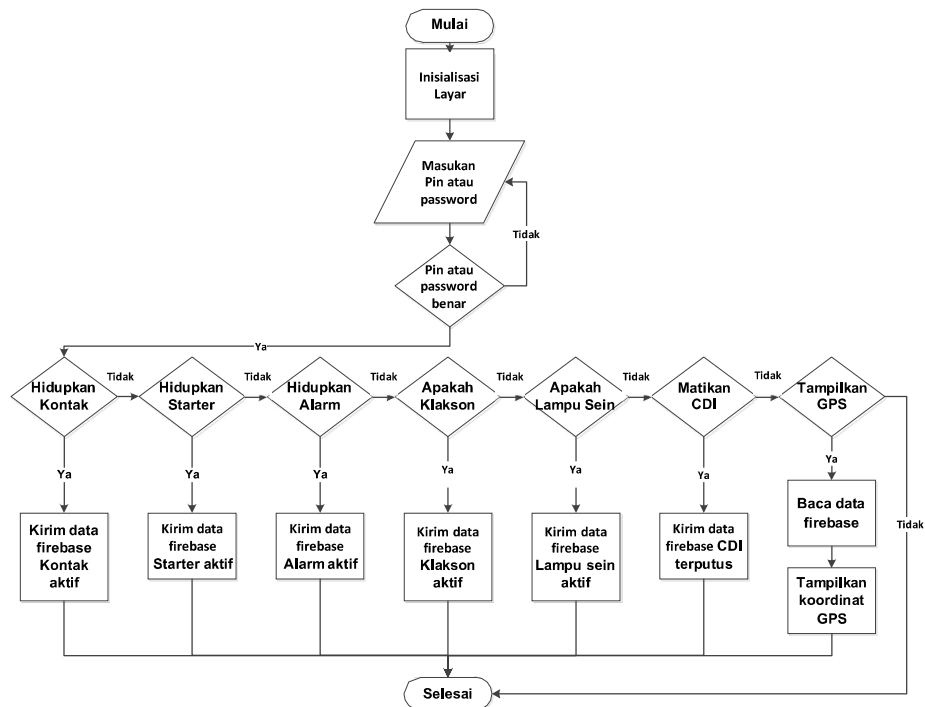 Mulai
Inisialisasi
Layar
Masukan
Pin atau
password
Tidak
Pin atau
password
benar
Ya
Hidupkan
Kontak
Tidak
Hidupkan
Starter
Tidak
Hidupkan
Alarm
Tidak
Apakah
Klakson
Tidak
Apakah
Lampu Sein
Tidak
Matikan
CDI
Tidak
Tampilkan
GPS
Ya
Ya
Ya
Ya
Ya
Ya
Ya
Tidak
Kirim data
firebase
Kontak
aktif
Kirim data
firebase
Starter aktif
Kirim data
firebase
Alarm aktif
Kirim data
firebase
Klakson
aktif
Kirim data
firebase
Lampu sein
aktif
Kirim data
firebase CDI
terputus
Baca data
firebase
Tampilkan
koordinat
GPS
Selesai